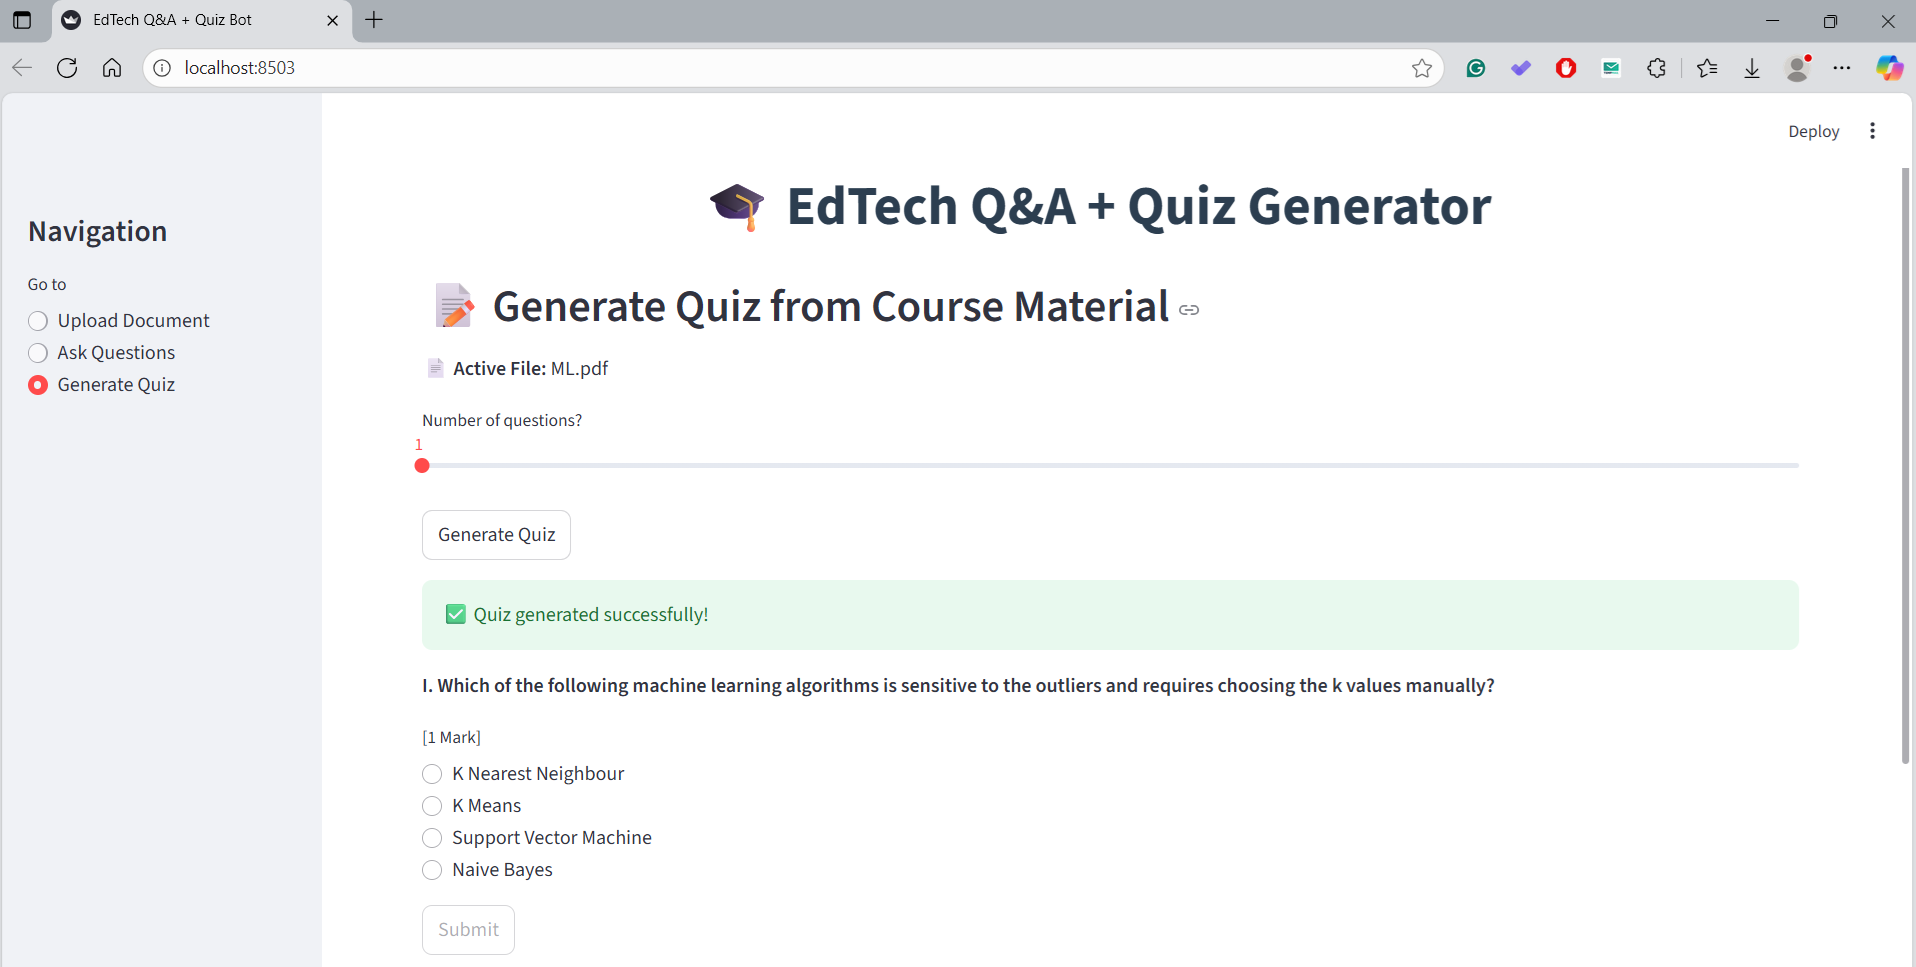 EdTech Q&A + Quiz Bot
localhost:8503
Deploy
Navigation
Go to
Upload Document
Ask Questions
Generate Quiz
EdTech Q&A + Quiz Generator
Generate Quiz from Course Material
Active File: ML.pdf
Number of questions?
1
Generate Quiz
Quiz generated successfully!
I. Which of the following machine learning algorithms is sensitive to the outliers and requires choosing the k values manually?
[1 Mark]
K Nearest Neighbour
K Means
Support Vector Machine
Naive Bayes
Submit